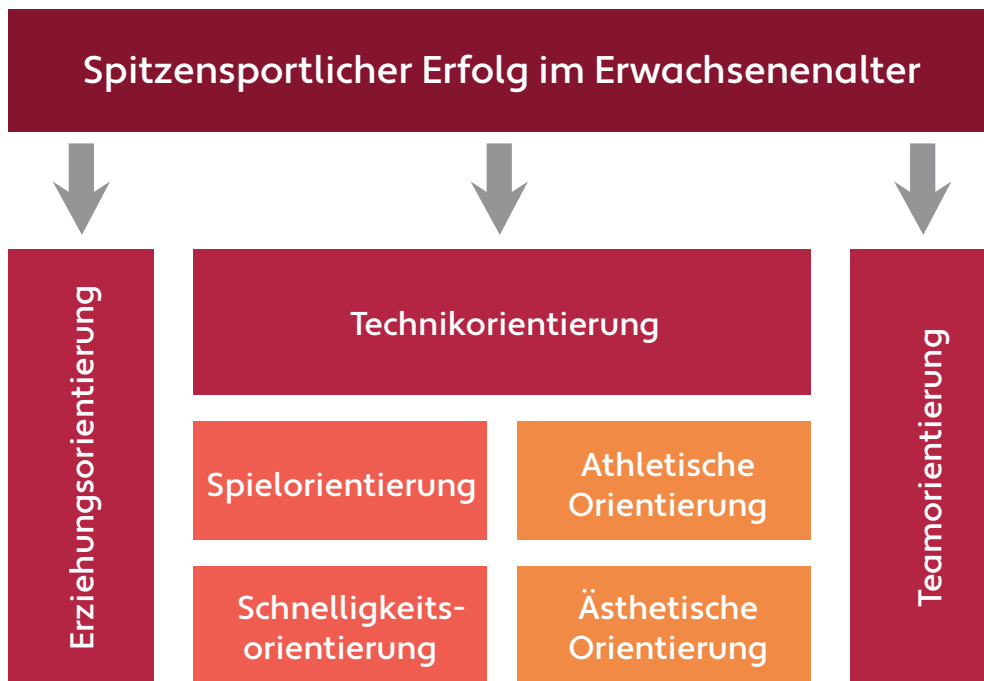 Spitzensportlicher Erfolg im Erwachsenenalter
Erziehungsorientierung
Technikorientierung
Spielorientierung
Athletische
Orientierung
Schnelligkeits-
orientierung
Ästhetische
Orientierung
Teamorientierung